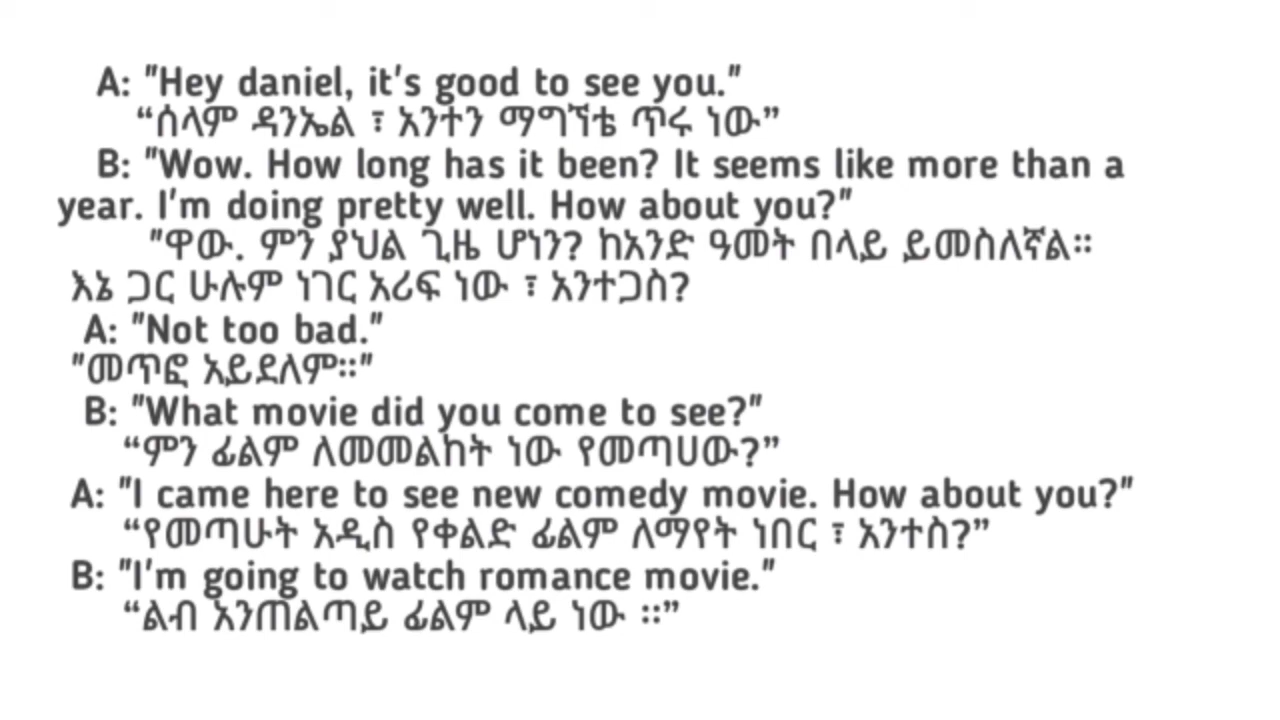 A: "Hey daniel, it's good to see you."
“ሰላም ዳንኤል ፣ አንተን ማግኘቴ ጥሩ ነው”
B: "Wow. How long has it been? It seems like more than a
year. I'm doing pretty well. How about you?"
"ዋው. ምን ያህል ጊዜ ሆነን? ከአንድ ዓመት በላይ ይመስለኛል።
እኔ ጋር ሁሉም ነገር አሪፍ ነው ፣ አንተጋስ?
A: "Not too bad."
"መጥፎ አይደለም።"
B: "What movie did you come to see?"
“ምን ፊልም ለመመልከት ነው የመጣሀው?”
A: "I came here to see new comedy movie. How about you?"
“የመጣሁት አዲስ የቀልድ ፊልም ለማየት ነበር ፣ አንተስ?”
B: "I'm going to watch romance movie."
“ልብ አንጠልጣይ ፊልም ላይ ነው ።”